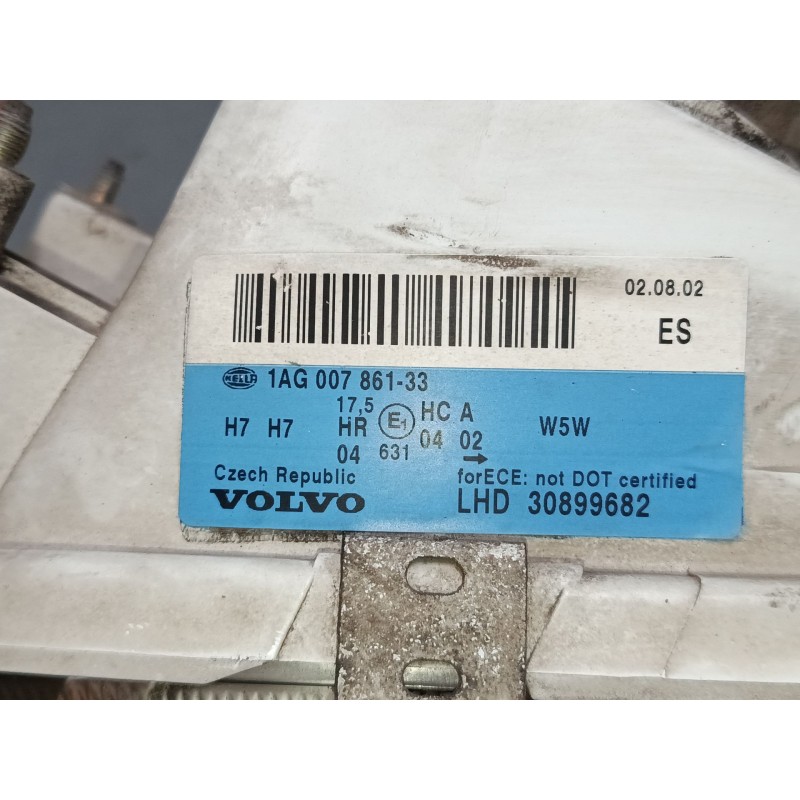 02.08.02
ES
HELLA 1AG 007 861-33
17,5 HC A
H7 H7 HR E1 04 02 W5W
04 631
Czech Republic forECE: not DOT certified
VOLVO LHD 30899682